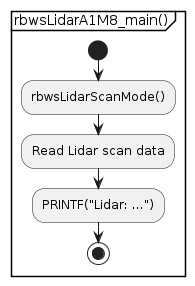 rbwsLidarA1M8_main()
rbwsLidarScanMode()
Read Lidar scan data
PRINTF("Lidar: ...")